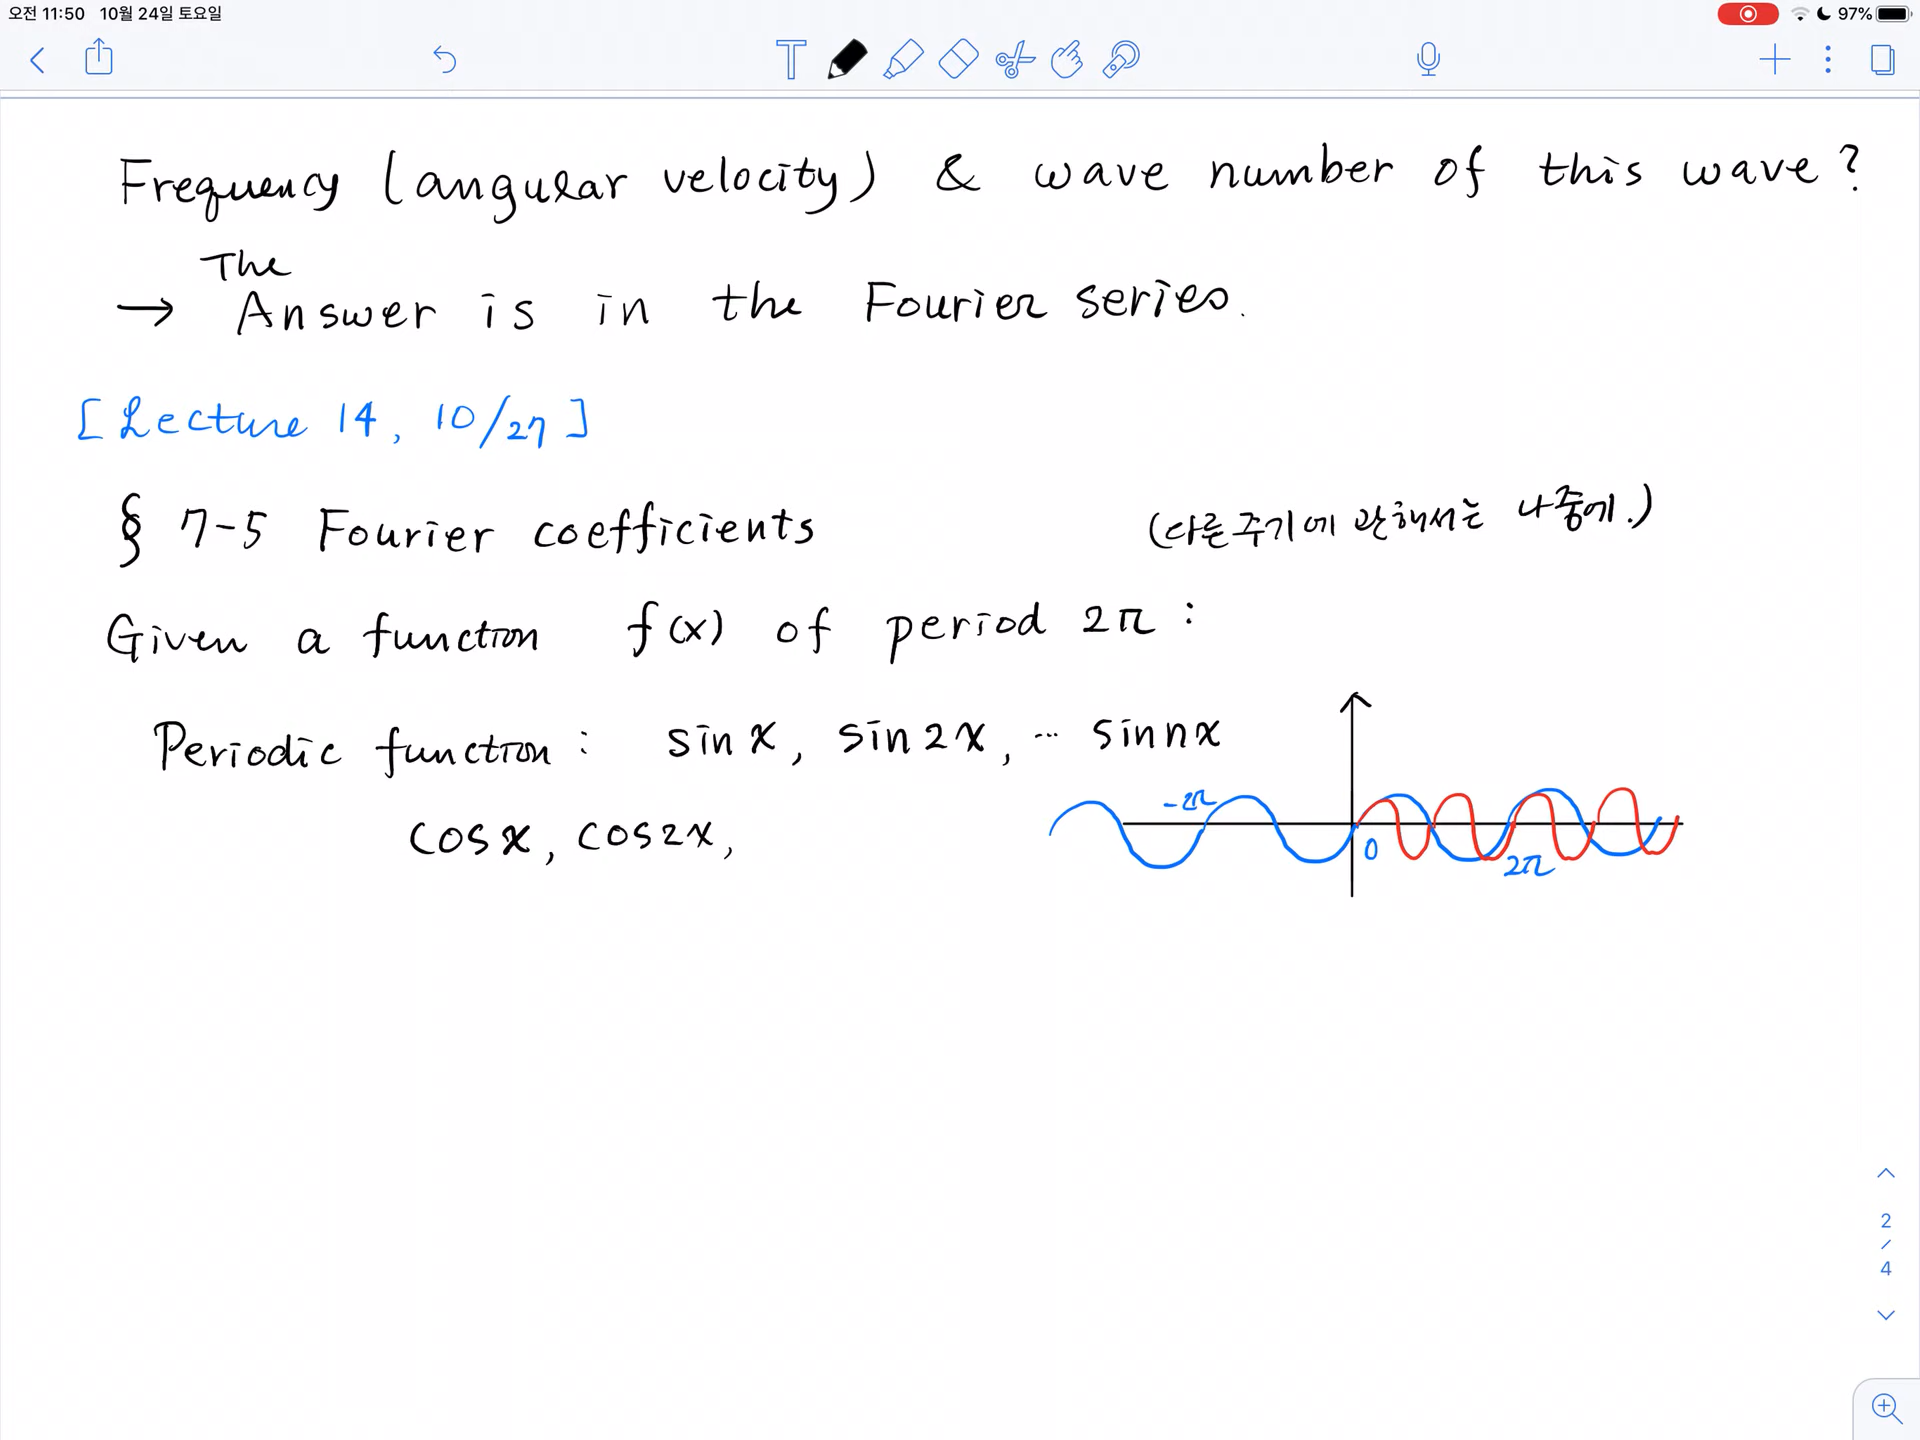 오전 11:50 10월 24일 토요일
97%
Frequency (angular velocity) & wave number of this wave?
The
→ Answer is in the Fourier series.
[Lecture 14, 10/27]
§ 7-5 Fourier coefficients
(다른 주기에 관해서는 나중에.)
Given a function f(x) of period 2π :
Periodic function : sin x, sin 2x, ... sin nx
cos x, cos 2x,
-2π
0
2π
2
/
4